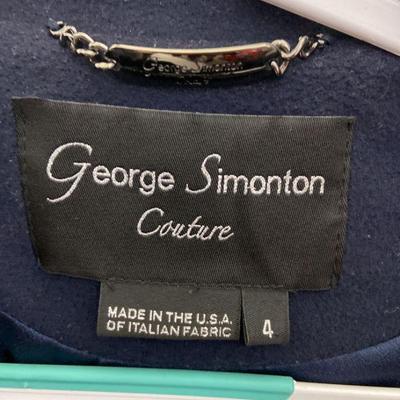 George Simonton
George Simonton
Couture
MADE IN THE U.S.A.
OF ITALIAN FABRIC
4